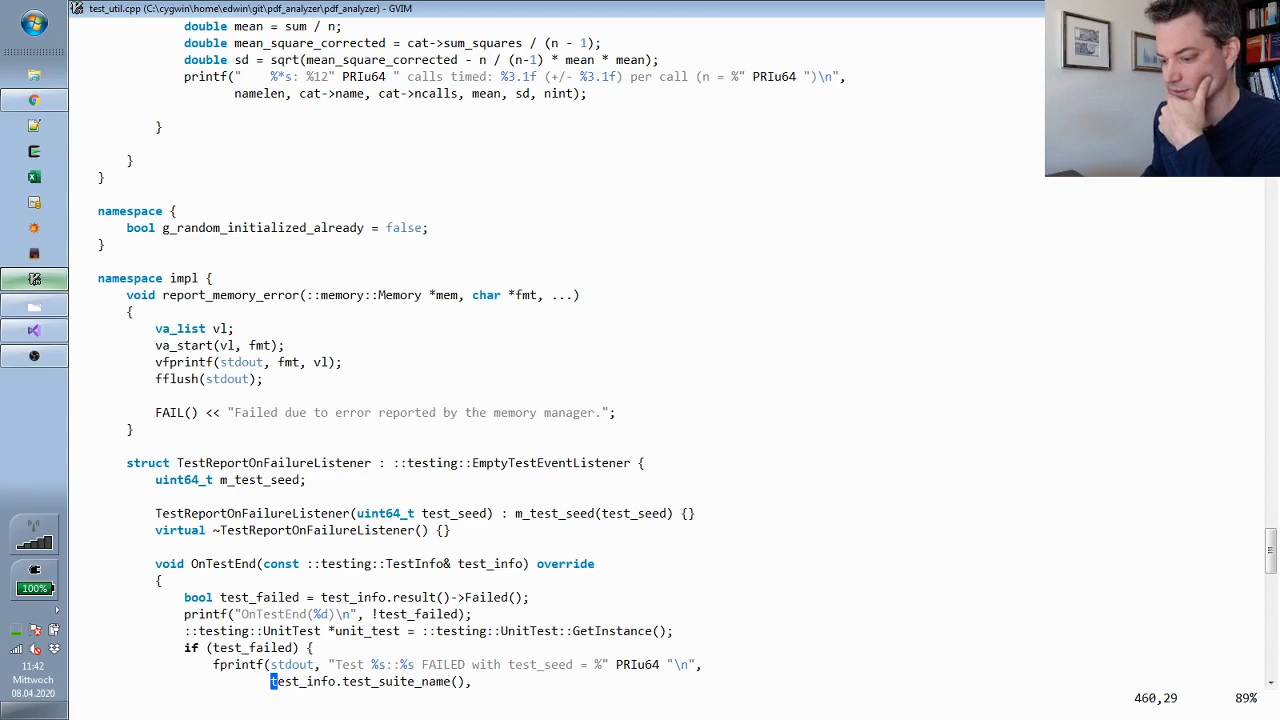 test_util.cpp (C:\cygwin\home\edwin\git\pdf_analyzer\pdf_analyzer) - GVIM
double mean = sum / n;
double mean_square_corrected = cat->sum_squares / (n - 1);
double sd = sqrt(mean_square_corrected - n / (n-1) * mean * mean);
printf("    %*s: %12" PRIu64 " calls timed: %3.1f (+/- %3.1f) per call (n = %" PRIu64 ")\n",
namelen, cat->name, cat->ncalls, mean, sd, nint);
}
}
}
namespace {
bool g_random_initialized_already = false;
}
namespace impl {
void report_memory_error(::memory::Memory *mem, char *fmt, ...)
{
va_list vl;
va_start(vl, fmt);
vfprintf(stdout, fmt, vl);
fflush(stdout);
FAIL() << "Failed due to error reported by the memory manager.";
}
struct TestReportOnFailureListener : ::testing::EmptyTestEventListener {
uint64_t m_test_seed;
TestReportOnFailureListener(uint64_t test_seed) : m_test_seed(test_seed) {}
virtual ~TestReportOnFailureListener() {}
void OnTestEnd(const ::testing::TestInfo& test_info) override
{
bool test_failed = test_info.result()->Failed();
printf("OnTestEnd(%d)\n", !test_failed);
::testing::UnitTest *unit_test = ::testing::UnitTest::GetInstance();
if (test_failed) {
fprintf(stdout, "Test %s::%s FAILED with test_seed = %" PRIu64 "\n",
test_info.test_suite_name(),
460,29 89%
100%
11:42
Mittwoch
08.04.2020